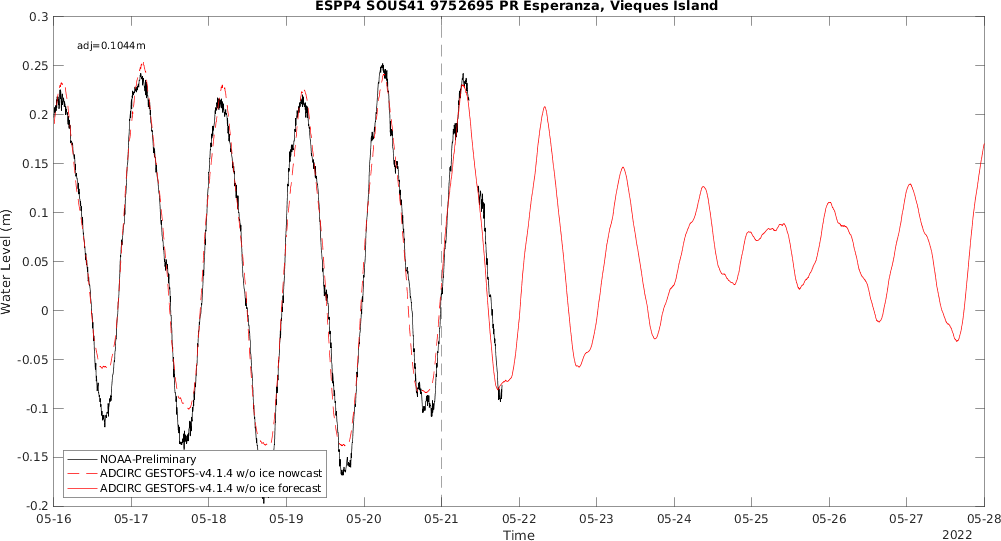 ESPP4 SOUS41 9752695 PR Esperanza, Vieques Island
adj=0.1044m
0.3
0.25
0.2
0.15
0.1
0.05
0
-0.05
-0.1
-0.15
-0.2
Water Level (m)
NOAA-Preliminary
ADCIRC GESTOFS-v4.1.4 w/o ice nowcast
ADCIRC GESTOFS-v4.1.4 w/o ice forecast
05-16 05-17 05-18 05-19 05-20 05-21 05-22 05-23 05-24 05-25 05-26 05-27 05-28
Time
2022